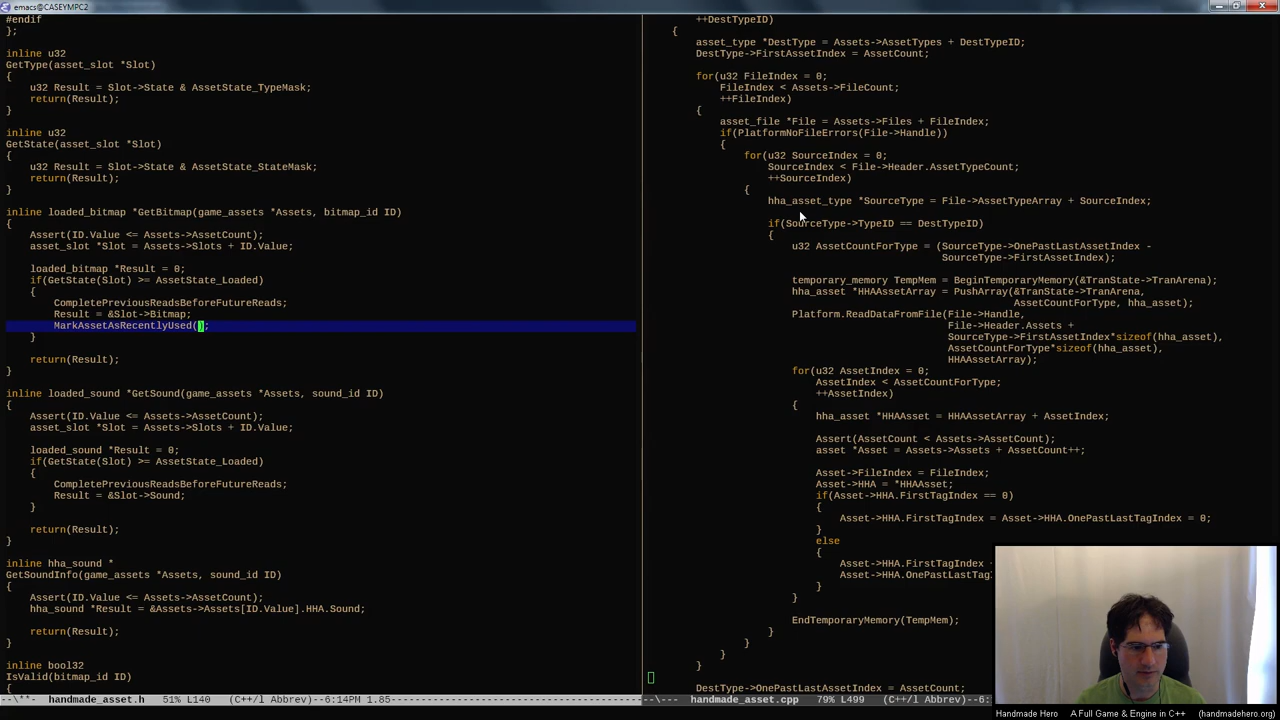 emacs@CASEYMPC2
#endif
};
inline u32
GetType(asset_slot *Slot)
{
u32 Result = Slot->State & AssetState_TypeMask;
return(Result);
}
inline u32
GetState(asset_slot *Slot)
{
u32 Result = Slot->State & AssetState_StateMask;
return(Result);
}
inline loaded_bitmap *GetBitmap(game_assets *Assets, bitmap_id ID)
{
Assert(ID.Value <= Assets->AssetCount);
asset_slot *Slot = Assets->Slots + ID.Value;
loaded_bitmap *Result = 0;
if(GetState(Slot) >= AssetState_Loaded)
{
CompletePreviousReadsBeforeFutureReads;
Result = &Slot->Bitmap;
MarkAssetAsRecentlyUsed();
}
return(Result);
}
inline loaded_sound *GetSound(game_assets *Assets, sound_id ID)
{
Assert(ID.Value <= Assets->AssetCount);
asset_slot *Slot = Assets->Slots + ID.Value;
loaded_sound *Result = 0;
if(GetState(Slot) >= AssetState_Loaded)
{
CompletePreviousReadsBeforeFutureReads;
Result = &Slot->Sound;
}
return(Result);
}
inline hha_sound *
GetSoundInfo(game_assets *Assets, sound_id ID)
{
Assert(ID.Value <= Assets->AssetCount);
hha_sound *Result = &Assets->Assets[ID.Value].HHA.Sound;
return(Result);
}
inline bool32
IsValid(bitmap_id ID)
{
-\**-  handmade_asset.h  51% L140  (C++/l Abbrev)--6:14PM 1.85
++DestTypeID)
{
asset_type *DestType = Assets->AssetTypes + DestTypeID;
DestType->FirstAssetIndex = AssetCount;
for(u32 FileIndex = 0;
FileIndex < Assets->FileCount;
++FileIndex)
{
asset_file *File = Assets->Files + FileIndex;
if(PlatformNoFileErrors(File->Handle))
{
for(u32 SourceIndex = 0;
SourceIndex < File->Header.AssetTypeCount;
++SourceIndex)
{
hha_asset_type *SourceType = File->AssetTypeArray + SourceIndex;
if(SourceType->TypeID == DestTypeID)
{
u32 AssetCountForType = (SourceType->OnePastLastAssetIndex -
SourceType->FirstAssetIndex);
temporary_memory TempMem = BeginTemporaryMemory(&TranState->TranArena);
hha_asset *HHAAssetArray = PushArray(&TranState->TranArena,
AssetCountForType, hha_asset);
Platform.ReadDataFromFile(File->Handle,
File->Header.Assets +
SourceType->FirstAssetIndex*sizeof(hha_asset),
AssetCountForType*sizeof(hha_asset),
HHAAssetArray);
for(u32 AssetIndex = 0;
AssetIndex < AssetCountForType;
++AssetIndex)
{
hha_asset *HHAAsset = HHAAssetArray + AssetIndex;
Assert(AssetCount < Assets->AssetCount);
asset *Asset = Assets->Assets + AssetCount++;
Asset->FileIndex = FileIndex;
Asset->HHA = *HHAAsset;
if(Asset->HHA.FirstTagIndex == 0)
{
Asset->HHA.FirstTagIndex = Asset->HHA.OnePastLastTagIndex = 0;
}
else
{
Asset->HHA.FirstTagIndex
Asset->HHA.OnePastLastTag
}
}
EndTemporaryMemory(TempMem);
}
}
}
}
DestType->OnePastLastAssetIndex = AssetCount;
--\---  handmade_asset.cpp  79% L499  (C++/l Abbrev)--6
Handmade Hero  A Full Game & Engine in C++  (handmadehero.org)